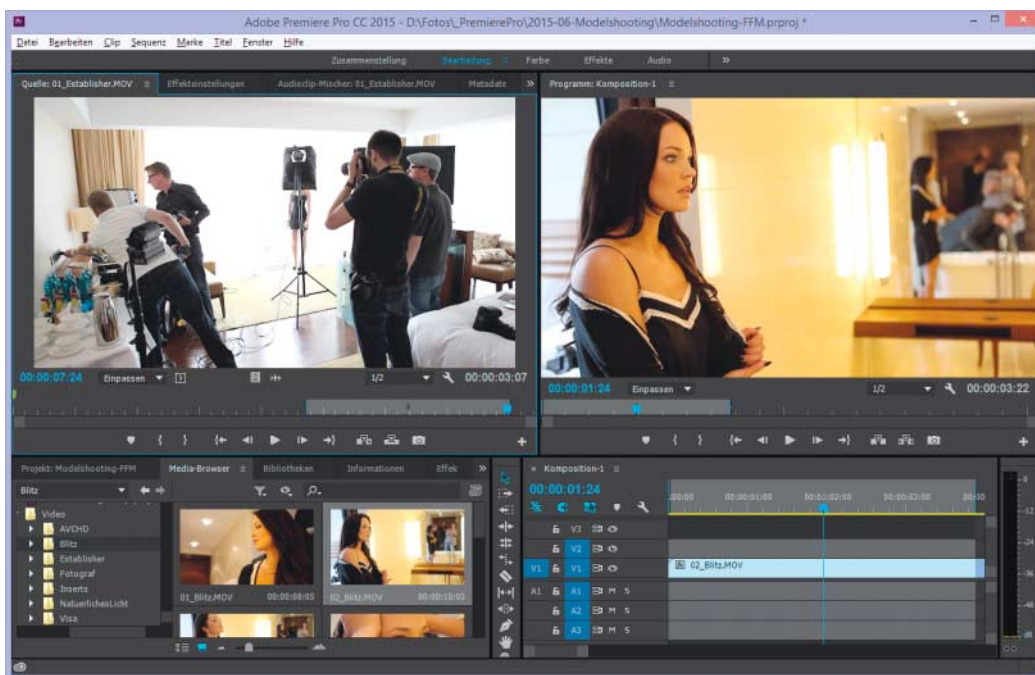 Adobe Premiere Pro CC 2015 - D:\Fotos\_PremierePro\2015-06-Modelshooting\Modelshooting-FFM.prproj *
Datei Bearbeiten Clip Sequenz Marke Titel Fenster Hilfe
Zusammenstellung Bearbeitung Farbe Effekte Audio
Quelle: 01_Establisher.MOV Effekteinstellungen Audioclip-Mischer: 01_Establisher.MOV Metadate
Programm: Komposition-1
00:00:07:24 Einpassen 1/2 00:00:03:07
00:00:01:24 Einpassen 1/2 00:00:03:22
Projekt: Modelshooting-FFM Media-Browser Bibliotheken Informationen Effek
Blitz
Video
AVCHD
Blitz
Establisher
Fotograf
Inserts
NatuerlichesLicht
Visa
01_Blitz.MOV 00:00:08:05
02_Blitz.MOV
× Komposition-1
00:00:01:24
:00:00 00:00:01:00 00:00:02:00 00:00:03:00
V3
V2
V1 V1 02_Blitz.MOV
A1 A1 M S
A2 M S
A3 M S
0
-12
-24
-36
-48
dB